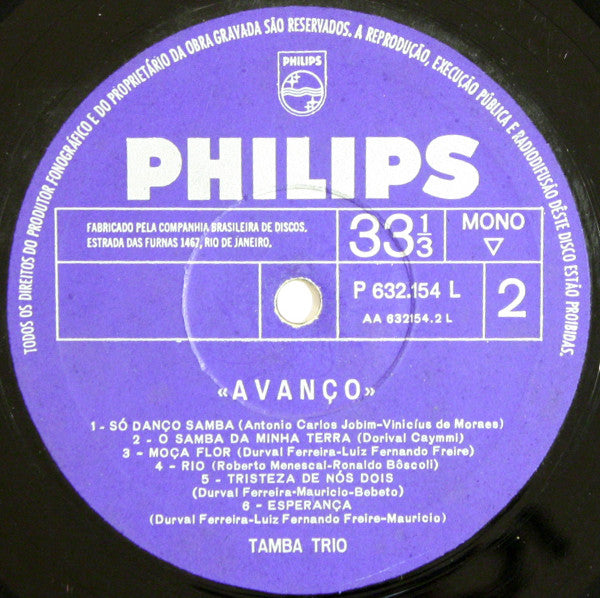 TODOS OS DIREITOS DO PRODUTOR FONOGRÁFICO E DO PROPRIETÁRIO DA OBRA GRAVADA SÃO RESERVADOS. A REPRODUÇÃO, EXECUÇÃO PÚBLICA E RADIODIFUSÃO DÊSTE DISCO ESTÃO PROIBIDAS.
PHILIPS
PHILIPS
FABRICADO PELA COMPANHIA BRASILEIRA DE DISCOS.
ESTRADA DAS FURNAS 1467, RIO DE JANEIRO.
33 1/3
MONO
P 632.154 L
AA 632154.2 L
2
«AVANÇO»
1 - SÓ DANÇO SAMBA (Antonio Carlos Jobim-Vinicius de Moraes)
2 - O SAMBA DA MINHA TERRA (Dorival Caymmi)
3 - MOÇA FLOR (Durval Ferreira-Luiz Fernando Freire)
4 - RIO (Roberto Menescal-Ronaldo Bôscoli)
5 - TRISTEZA DE NÓS DOIS
(Durval Ferreira-Mauricio-Bebeto)
6 - ESPERANÇA
(Durval Ferreira-Luiz Fernando Freire-Mauricio)
TAMBA TRIO